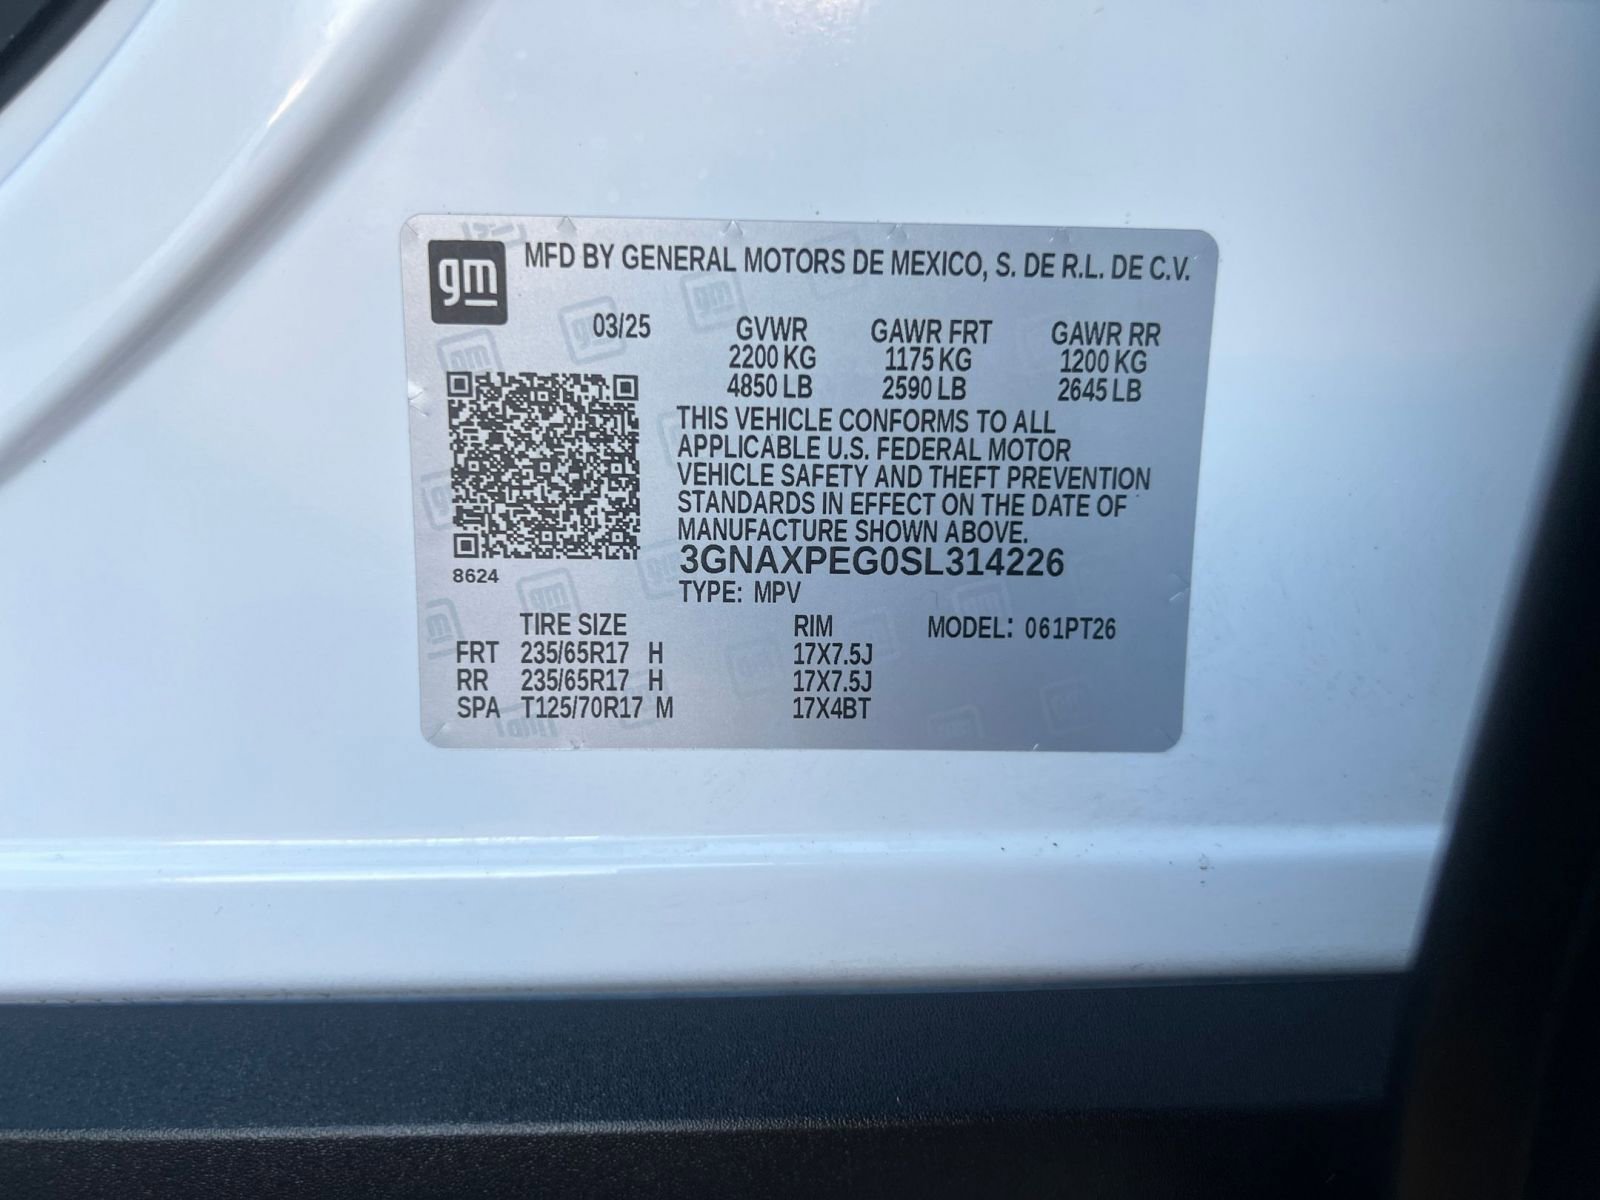 gm MFD BY GENERAL MOTORS DE MEXICO, S. DE R.L. DE C.V.
03/25 GVWR GAWR FRT GAWR RR
2200 KG 1175 KG 1200 KG
4850 LB 2590 LB 2645 LB
THIS VEHICLE CONFORMS TO ALL
APPLICABLE U.S. FEDERAL MOTOR
VEHICLE SAFETY AND THEFT PREVENTION
STANDARDS IN EFFECT ON THE DATE OF
MANUFACTURE SHOWN ABOVE.
3GNAXPEG0SL314226
8624
TYPE: MPV
TIRE SIZE RIM MODEL: 061PT26
FRT 235/65R17 H 17X7.5J
RR 235/65R17 H 17X7.5J
SPA T125/70R17 M 17X4BT